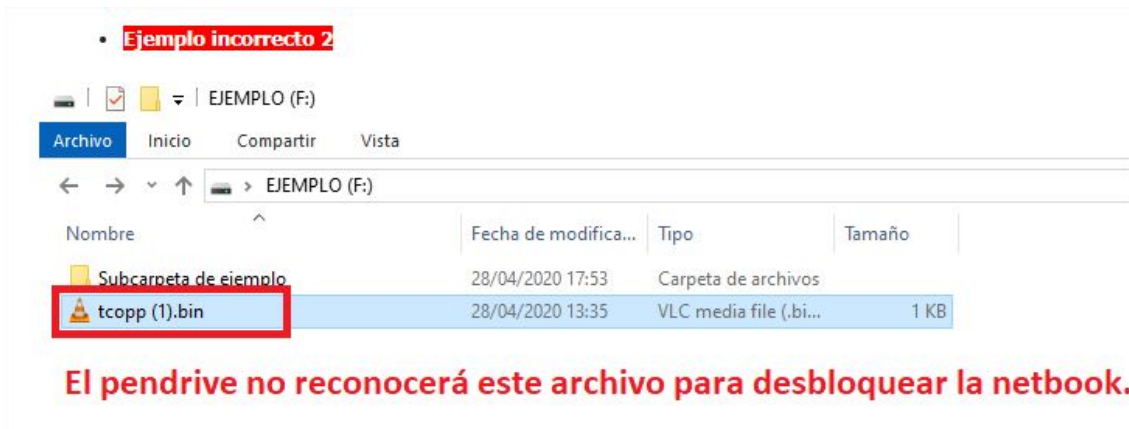 • Ejemplo incorrecto 2
EJEMPLO (F:)
Archivo Inicio Compartir Vista
EJEMPLO (F:)
Nombre Fecha de modifica... Tipo Tamaño
Subcarpeta de ejemplo 28/04/2020 17:53 Carpeta de archivos
tcopp (1).bin 28/04/2020 13:35 VLC media file (.bi... 1 KB
El pendrive no reconocerá este archivo para desbloquear la netbook.